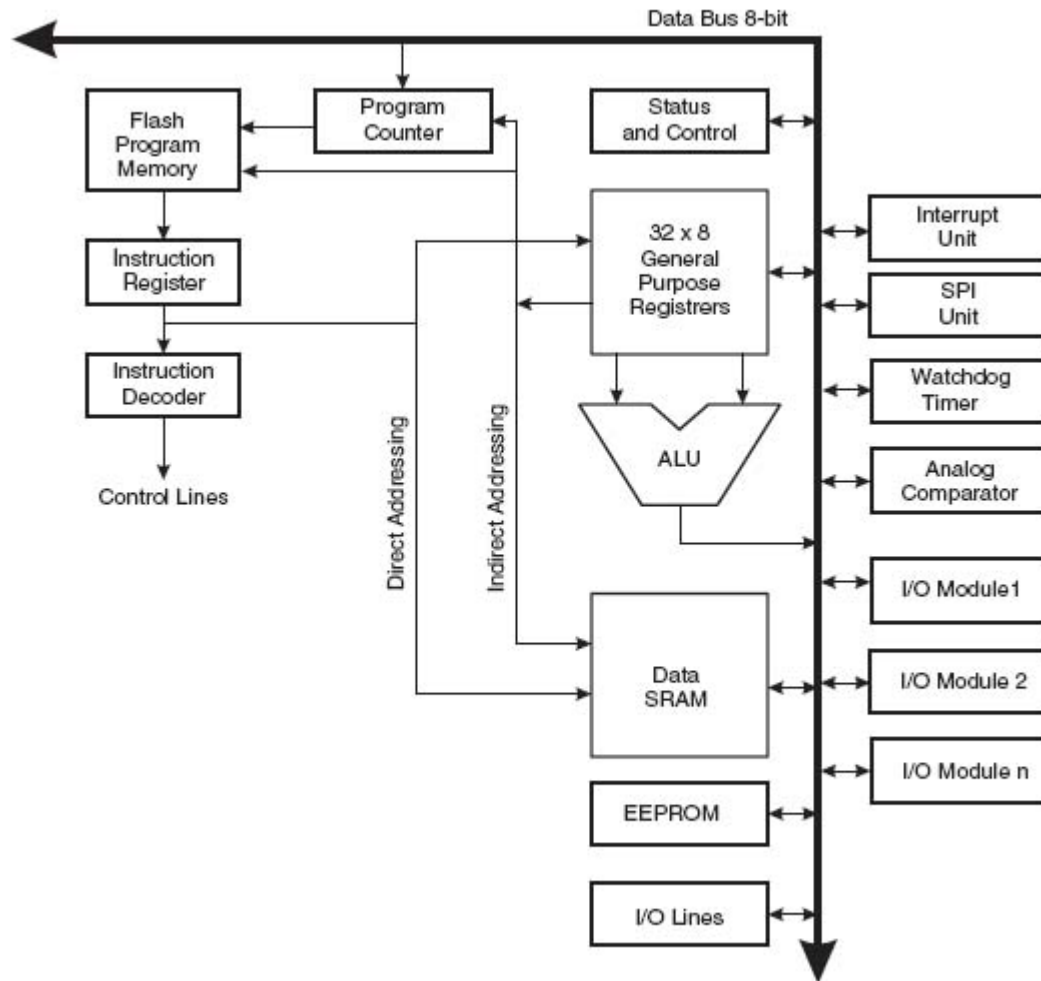 Data Bus 8-bit
Flash
Program
Memory
Program
Counter
Status
and Control
Instruction
Register
32 x 8
General
Purpose
Registrers
Interrupt
Unit
SPI
Unit
Instruction
Decoder
Watchdog
Timer
Control Lines
Direct Addressing
Indirect Addressing
ALU
Analog
Comparator
I/O Module1
Data
SRAM
I/O Module 2
I/O Module n
EEPROM
I/O Lines